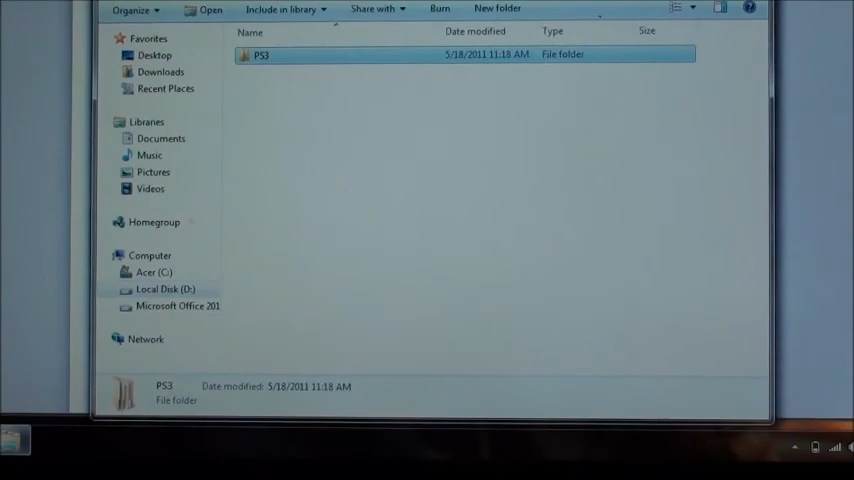 Organize Open Include in library Share with Burn New folder
Favorites
Desktop
Downloads
Recent Places
Libraries
Documents
Music
Pictures
Videos
Homegroup
Computer
Acer (C:)
Local Disk (D:)
Microsoft Office 201
Network
Name Date modified Type Size
PS3 5/18/2011 11:18 AM File folder
PS3 Date modified: 5/18/2011 11:18 AM
File folder